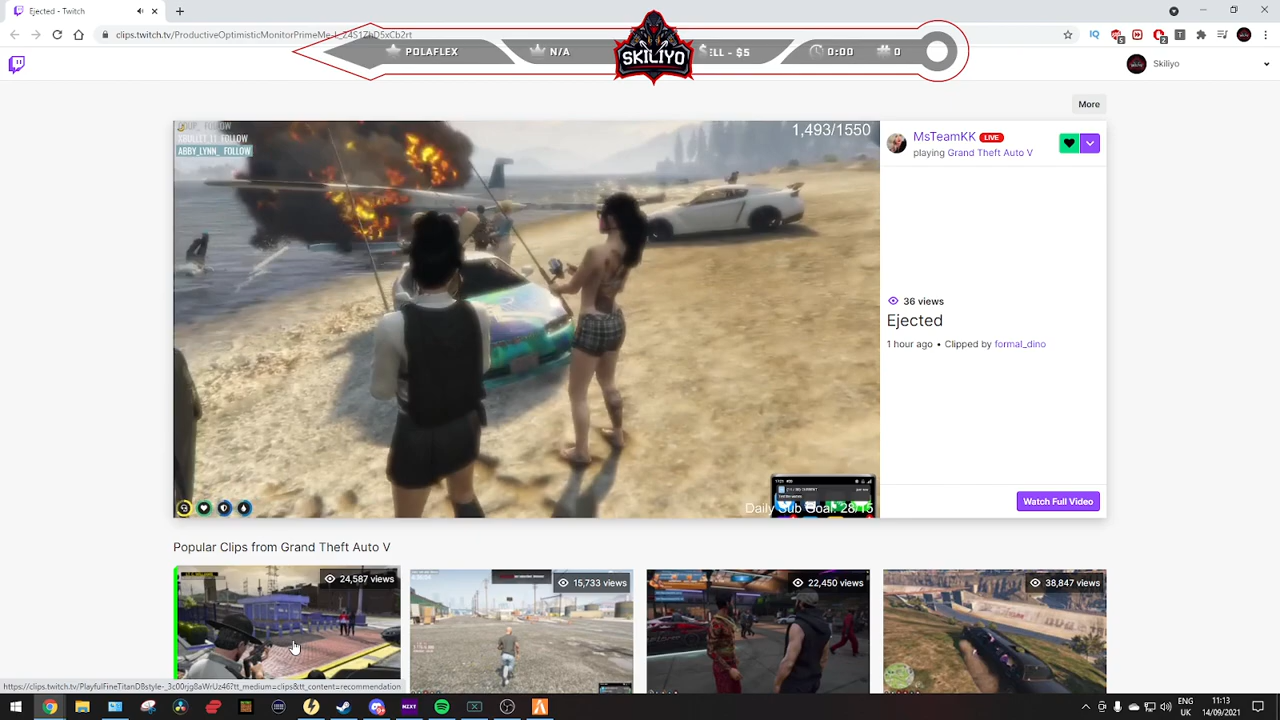 Ejected - Twitch
clips.twitch.tv/ProductiveOptimisticMonitorPrimeMe-
POLAFLEX
N/A
SKILIYO
ELL - $5
0:00
0
Skiliyo
More
1,493/1550
ABBY_LYNN_ FOLLOW
MsTeamKK LIVE
playing Grand Theft Auto V
36 views
Ejected
1 hour ago • Clipped by formal_dino
Daily Sub Goal: 28/15
Watch Full Video
Popular Clips from Grand Theft Auto V
24,587 views
15,733 views
22,450 views
38,847 views
ENG
11:13
UK
14/09/2021